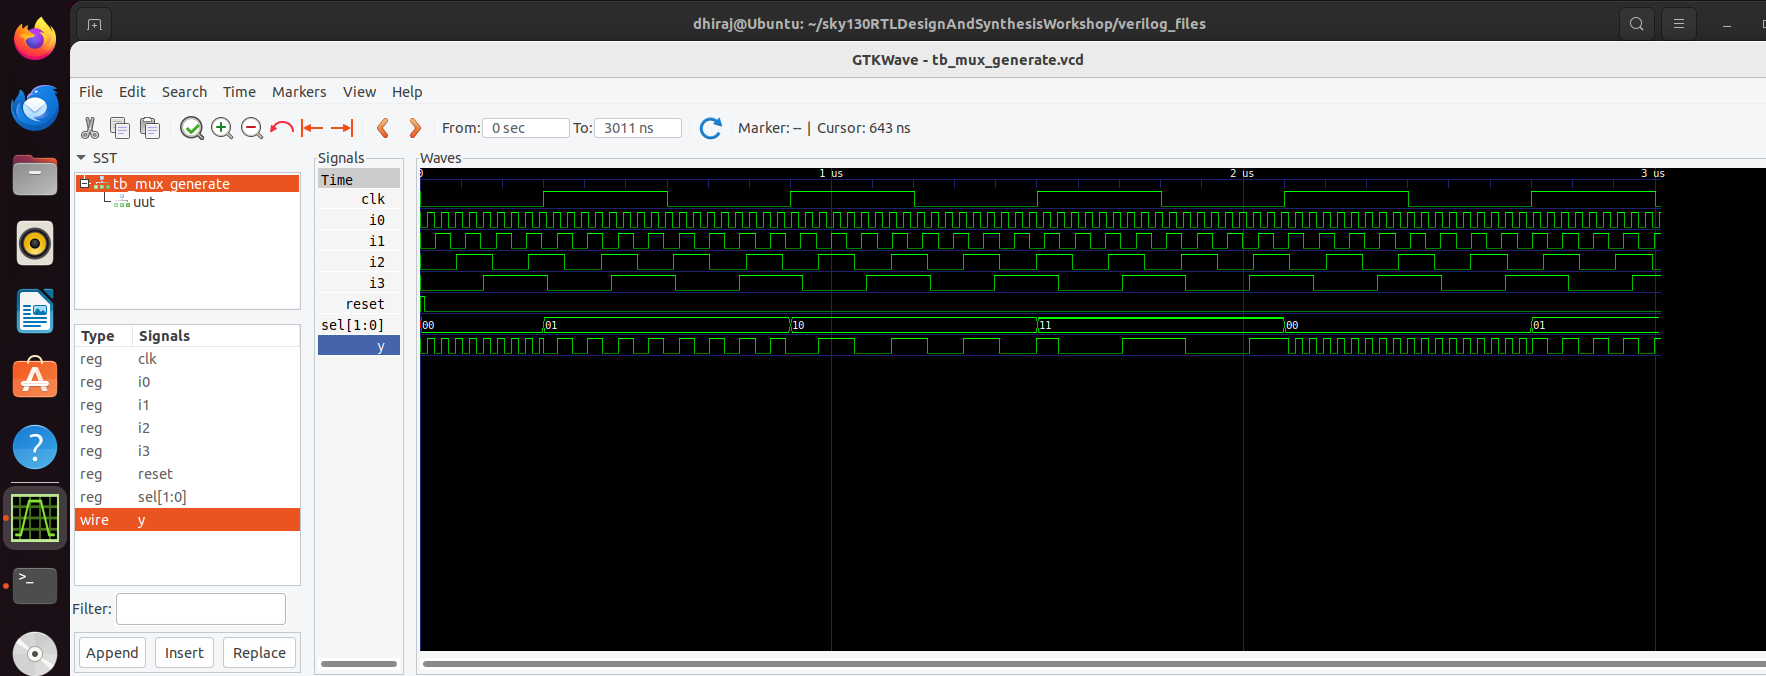 dhiraj@Ubuntu: ~/sky130RTLDesignAndSynthesisWorkshop/verilog_files
GTKWave - tb_mux_generate.vcd
File Edit Search Time Markers View Help
From: 0 sec To: 3011 ns Marker: -- | Cursor: 643 ns
SST
tb_mux_generate
uut
Type Signals
reg clk
reg i0
reg i1
reg i2
reg i3
reg reset
reg sel[1:0]
wire y
Filter:
Append Insert Replace
Signals
Time
clk
i0
i1
i2
i3
reset
sel[1:0]
y
Waves
0 1 us 2 us 3 us
00 01 10 11 00 01